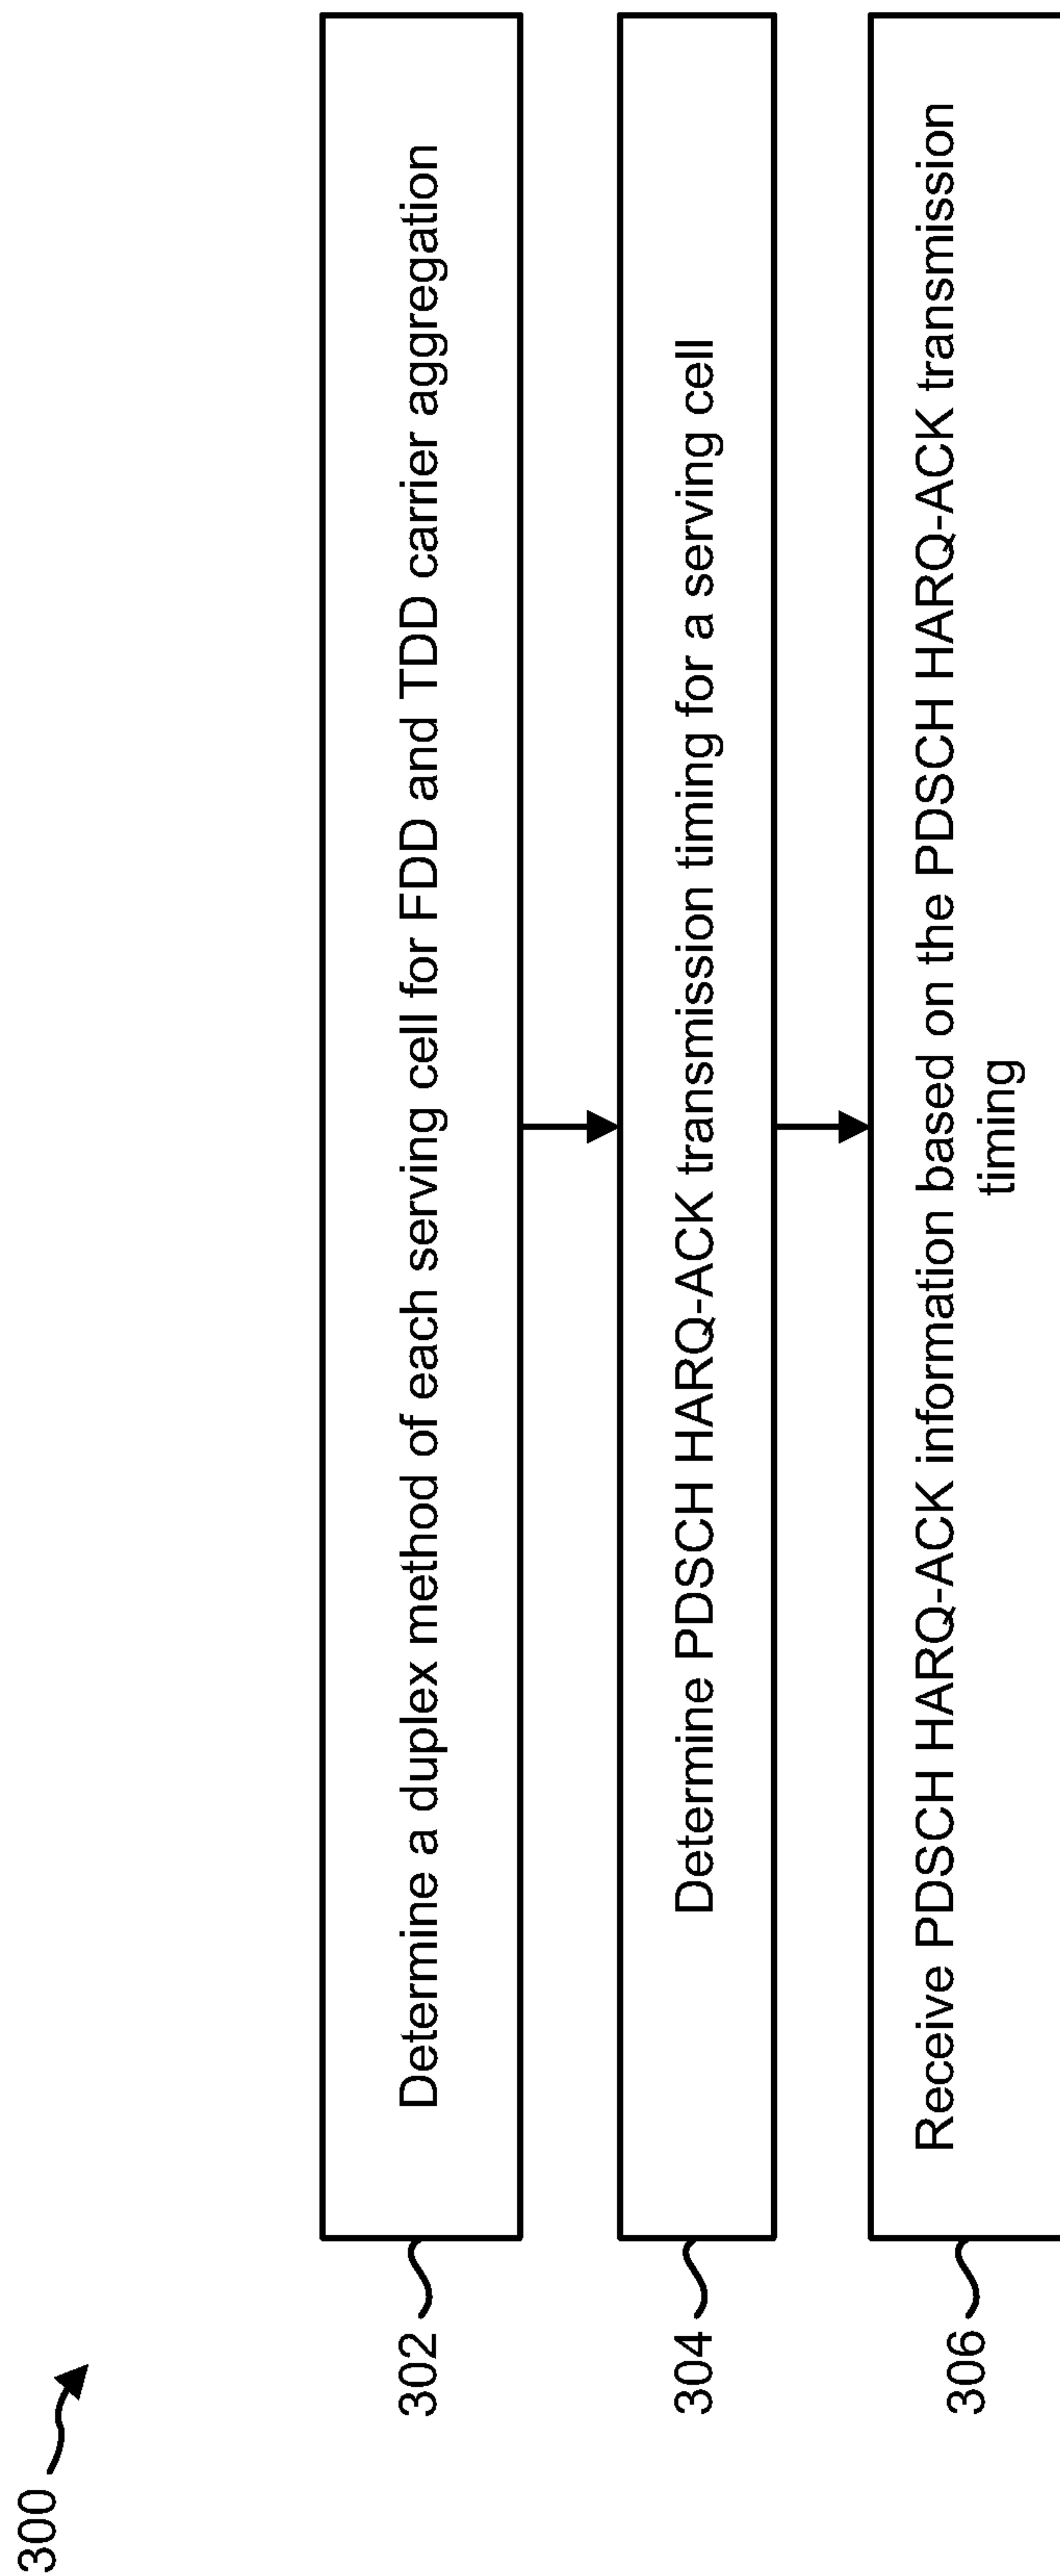 300
302
Determine a duplex method of each serving cell for FDD and TDD carrier aggregation
304
Determine PDSCH HARQ-ACK transmission timing for a serving cell
306
Receive PDSCH HARQ-ACK information based on the PDSCH HARQ-ACK transmission
timing